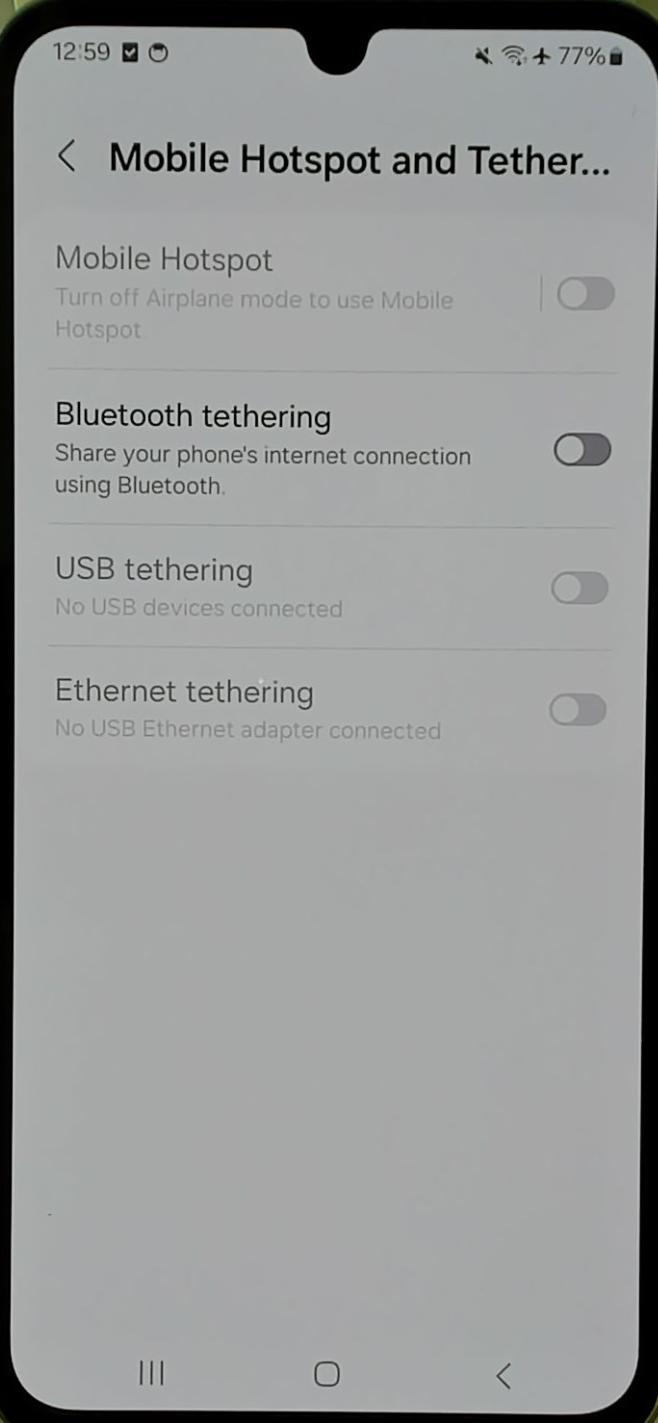 12:59 77%
Mobile Hotspot and Tether...
Mobile Hotspot
Turn off Airplane mode to use Mobile
Hotspot
Bluetooth tethering
Share your phone's internet connection
using Bluetooth.
USB tethering
No USB devices connected
Ethernet tethering
No USB Ethernet adapter connected